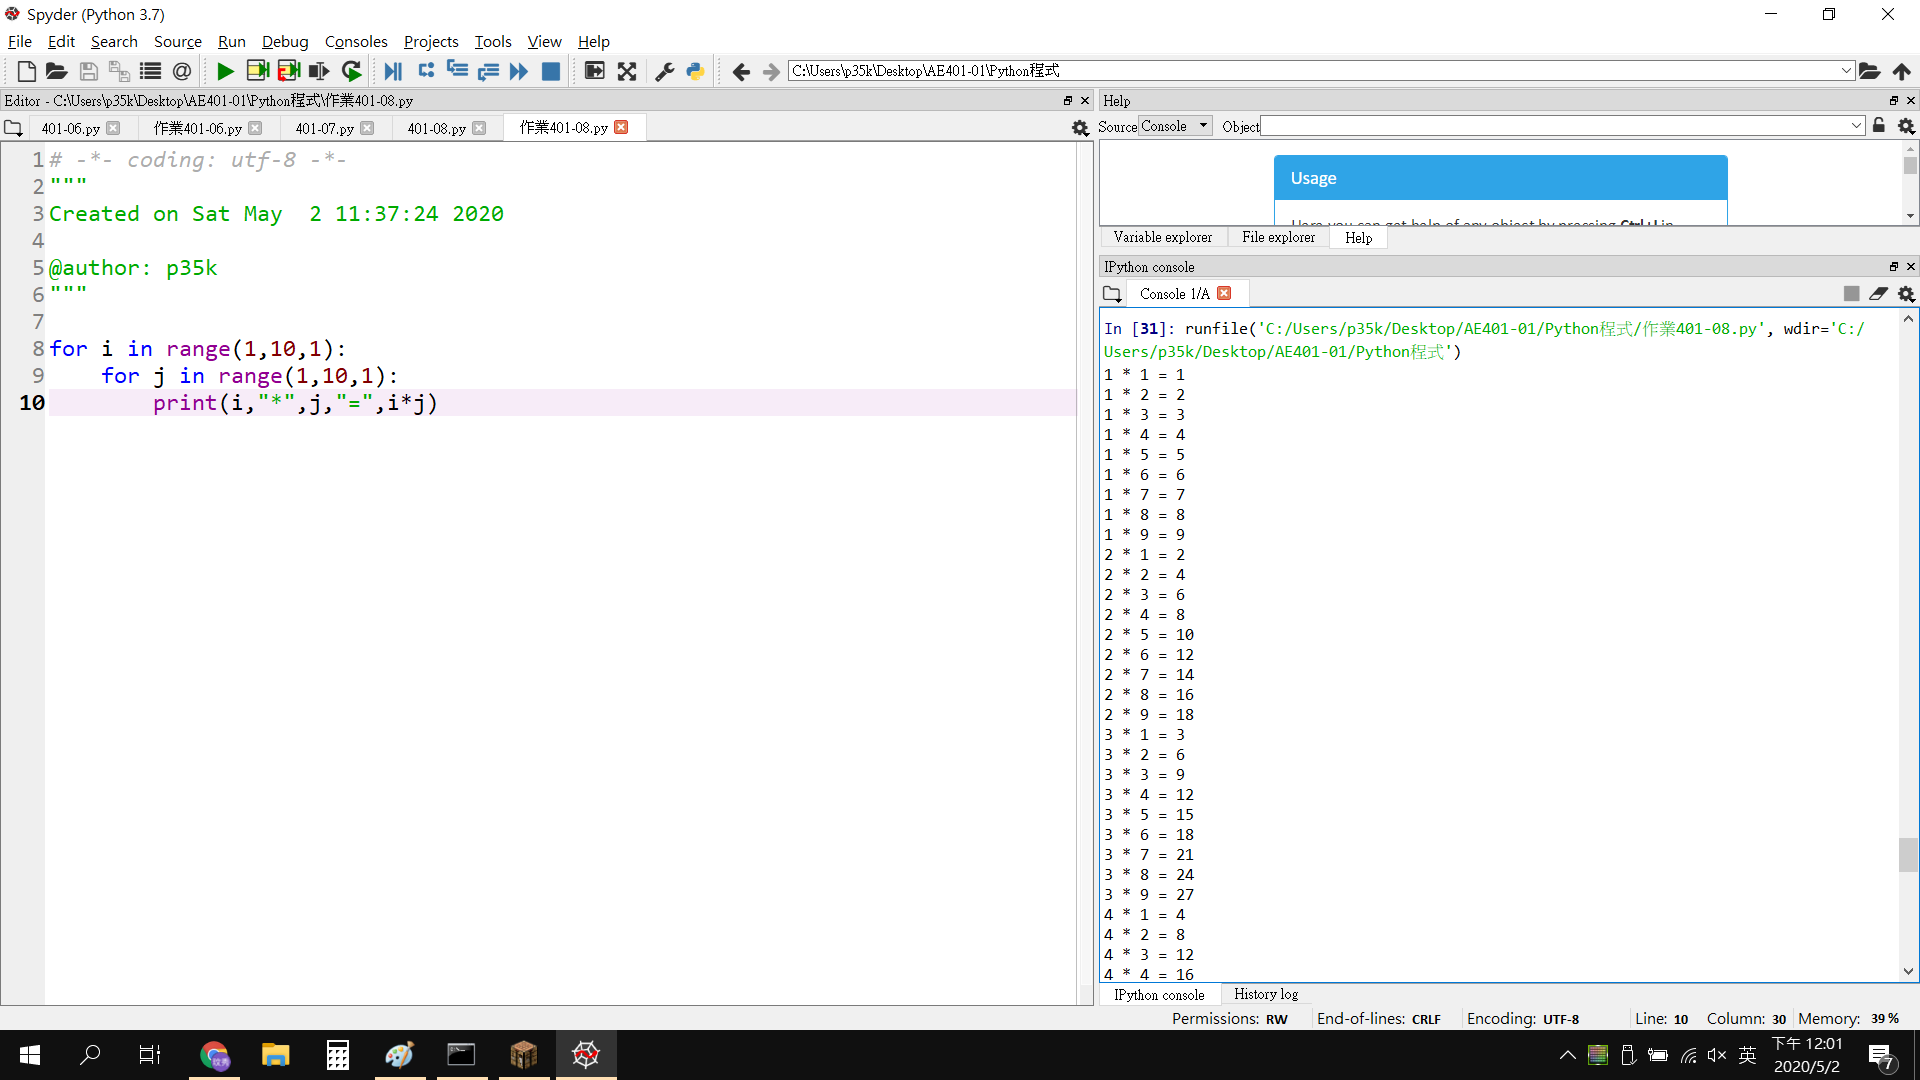 Spyder (Python 3.7)
File Edit Search Source Run Debug Consoles Projects Tools View Help
C:\Users\p35k\Desktop\AE401-01\Python程式
Editor - C:\Users\p35k\Desktop\AE401-01\Python程式\作業401-08.py
401-06.py 作業401-06.py 401-07.py 401-08.py 作業401-08.py
1 # -*- coding: utf-8 -*-
2 """
3 Created on Sat May  2 11:37:24 2020
4
5 @author: p35k
6 """
7
8 for i in range(1,10,1):
9     for j in range(1,10,1):
10         print(i,"*",j,"=",i*j)
Help
Source Console Object
Usage
Here you can get help of any object by pressing Ctrl+I in
Variable explorer File explorer Help
IPython console
Console 1/A
In [31]: runfile('C:/Users/p35k/Desktop/AE401-01/Python程式/作業401-08.py', wdir='C:/
Users/p35k/Desktop/AE401-01/Python程式')
1 * 1 = 1
1 * 2 = 2
1 * 3 = 3
1 * 4 = 4
1 * 5 = 5
1 * 6 = 6
1 * 7 = 7
1 * 8 = 8
1 * 9 = 9
2 * 1 = 2
2 * 2 = 4
2 * 3 = 6
2 * 4 = 8
2 * 5 = 10
2 * 6 = 12
2 * 7 = 14
2 * 8 = 16
2 * 9 = 18
3 * 1 = 3
3 * 2 = 6
3 * 3 = 9
3 * 4 = 12
3 * 5 = 15
3 * 6 = 18
3 * 7 = 21
3 * 8 = 24
3 * 9 = 27
4 * 1 = 4
4 * 2 = 8
4 * 3 = 12
4 * 4 = 16
IPython console History log
Permissions: RW End-of-lines: CRLF Encoding: UTF-8 Line: 10 Column: 30 Memory: 39 %
英 下午 12:01
2020/5/2
7